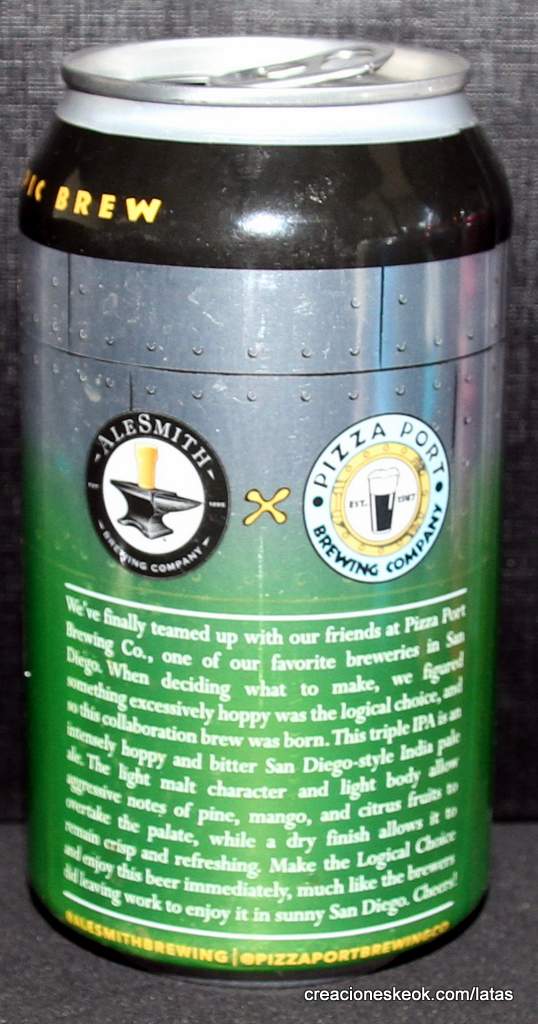 PIC BREW
ALESMITH
BREWING COMPANY
PIZZA PORT
EST. 1987
BREWING COMPANY
We've finally teamed up with our friends at Pizza Port
Brewing Co., one of our favorite breweries in San
Diego. When deciding what to make, we figured
something excessively hoppy was the logical choice, and
so this collaboration brew was born. This triple IPA is an
intensely hoppy and bitter San Diego-style India pale
ale. The light malt character and light body allow
aggressive notes of pine, mango, and citrus fruits to
overtake the palate, while a dry finish allows it to
remain crisp and refreshing. Make the Logical Choice
and enjoy this beer immediately, much like the brewers
did leaving work to enjoy it in sunny San Diego. Cheers!
@ALESMITHBREWING | @PIZZAPORTBREWINGCO
creacioneskeok.com/latas